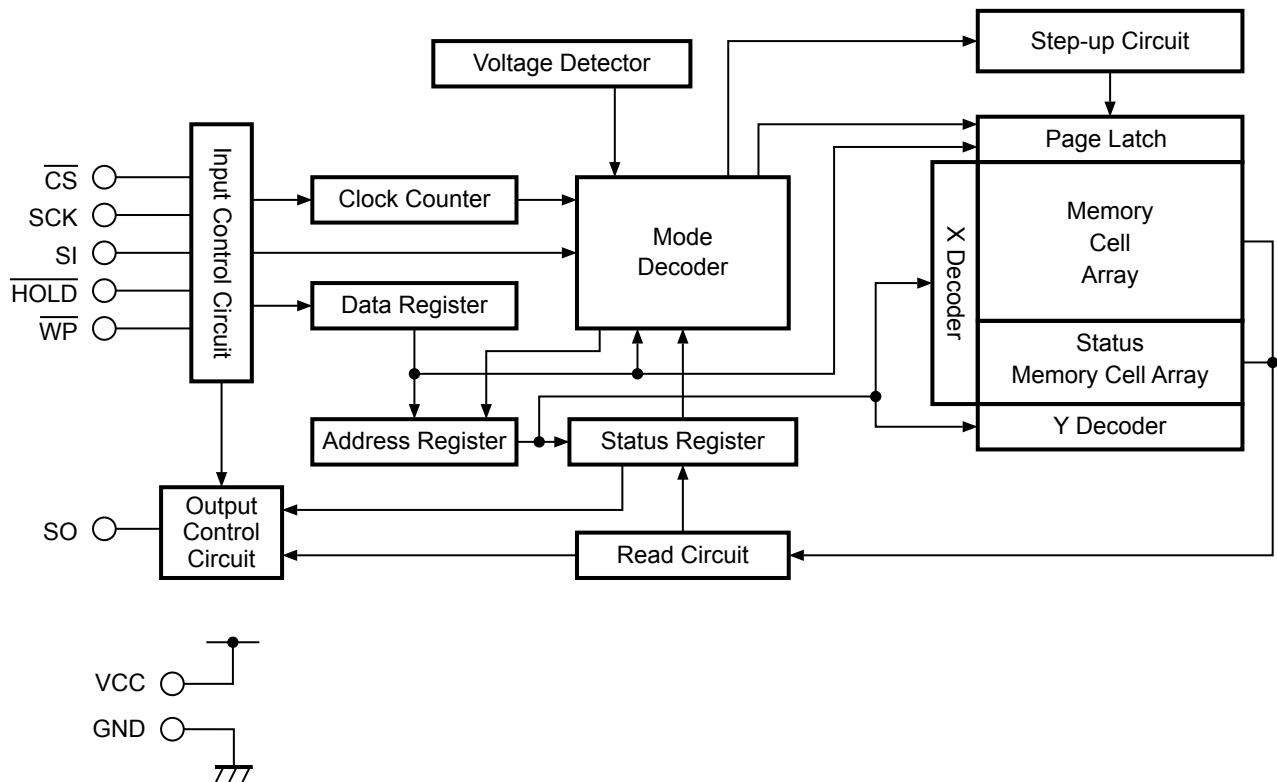 Step-up Circuit
Voltage Detector
Page Latch
Input Control Circuit
CS
SCK
SI
HOLD
WP
Clock Counter
Mode
Decoder
X Decoder
Memory
Cell
Array
Data Register
Status
Memory Cell Array
Address Register
Status Register
Y Decoder
SO
Output
Control
Circuit
Read Circuit
VCC
GND